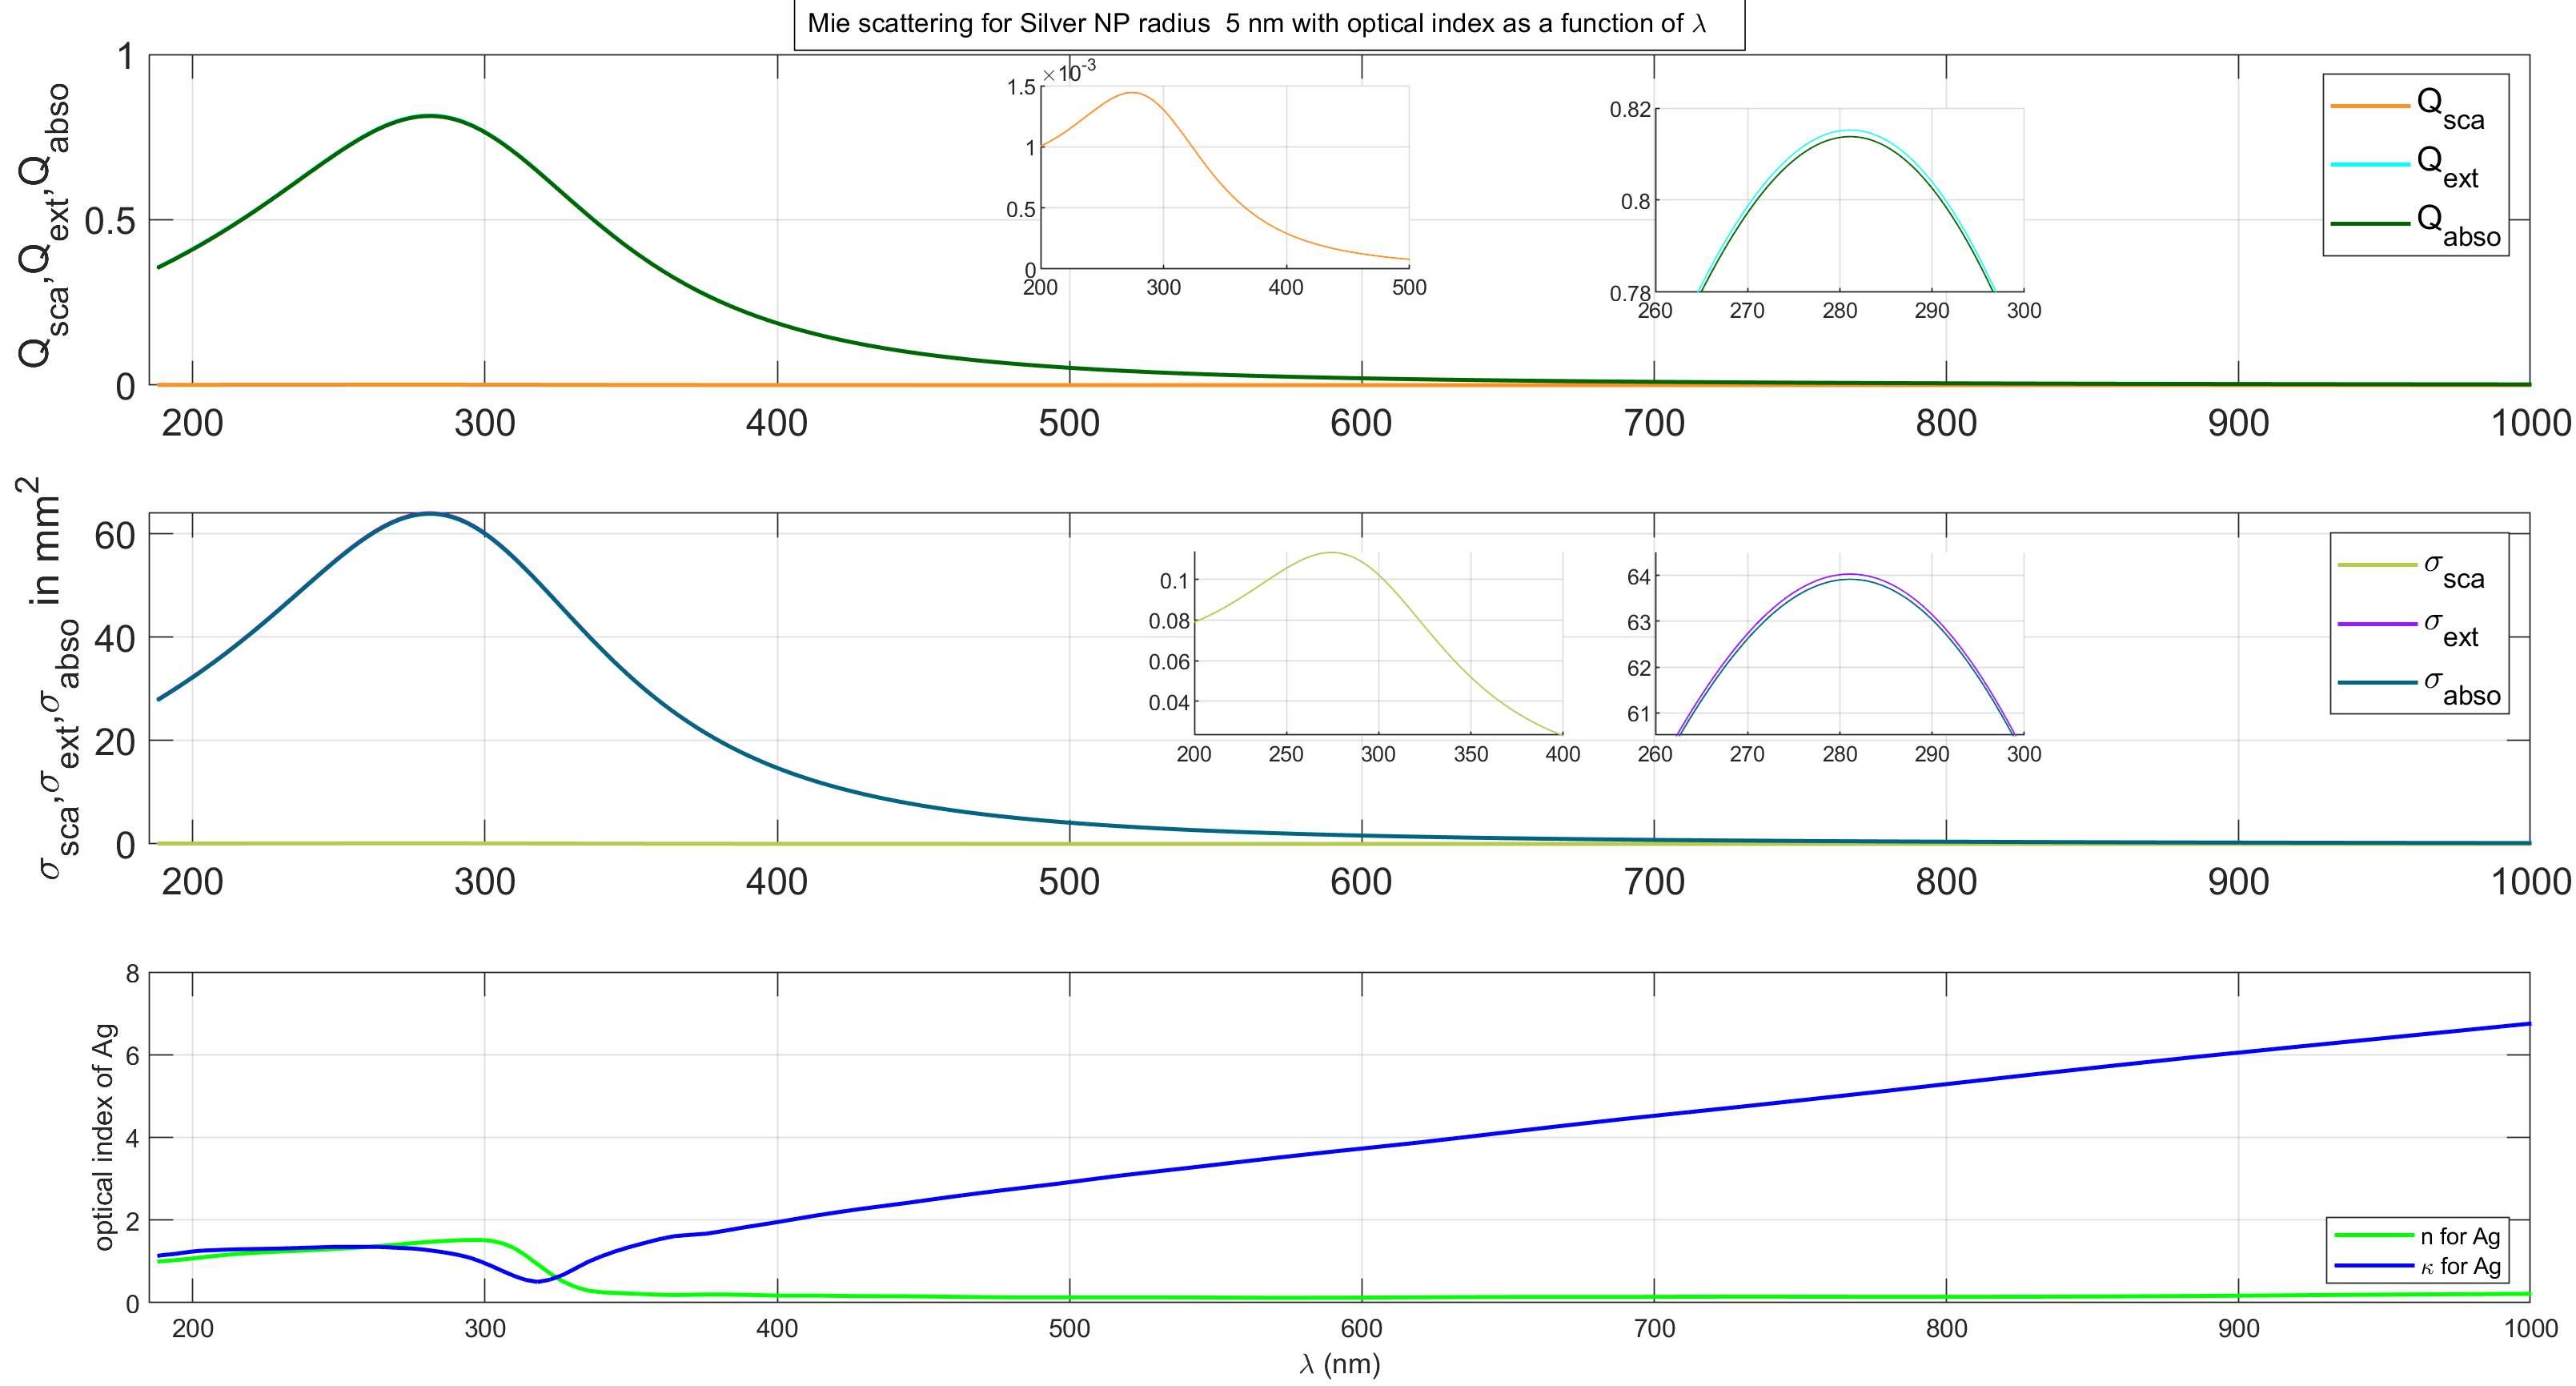 Mie scattering for Silver NP radius  5 nm with optical index as a function of λ
Q_sca,Q_ext,Q_abso
1
0.5
0
200 300 400 500 600 700 800 900 1000
×10^-3
1.5
1
0.5
0
200 300 400 500
0.82
0.8
0.78
260 270 280 290 300
Q_sca
Q_ext
Q_abso
σ_sca,σ_ext,σ_abso in mm^2
60
40
20
0
200 300 400 500 600 700 800 900 1000
0.1
0.08
0.06
0.04
200 250 300 350 400
64
63
62
61
260 270 280 290 300
σ_sca
σ_ext
σ_abso
optical index of Ag
8
6
4
2
0
200 300 400 500 600 700 800 900 1000
λ (nm)
n for Ag
κ for Ag